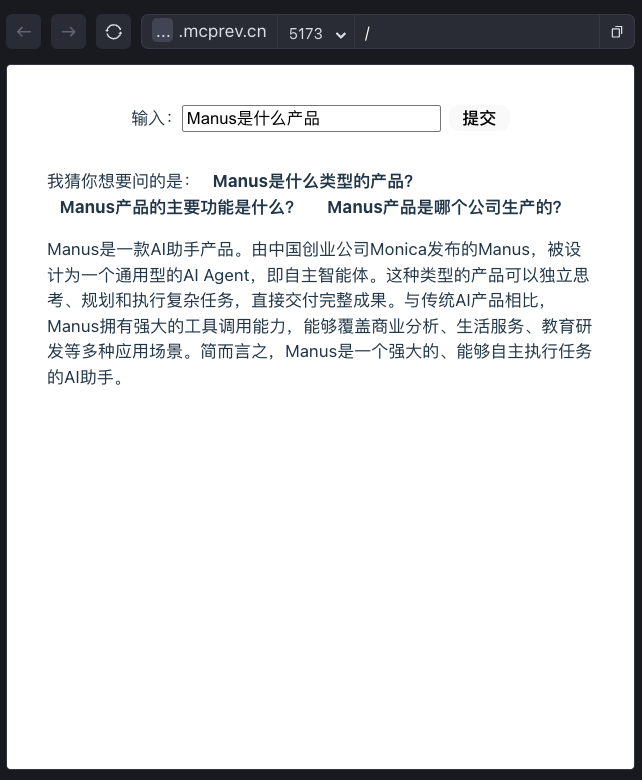 ... .mcprev.cn 5173 /
输入： Manus是什么产品 提交
我猜你想要问的是： Manus是什么类型的产品?
Manus产品的主要功能是什么? Manus产品是哪个公司生产的?
Manus是一款AI助手产品。由中国创业公司Monica发布的Manus，被设
计为一个通用型的AI Agent，即自主智能体。这种类型的产品可以独立思
考、规划和执行复杂任务，直接交付完整成果。与传统AI产品相比，
Manus拥有强大的工具调用能力，能够覆盖商业分析、生活服务、教育研
发等多种应用场景。简而言之，Manus是一个强大的、能够自主执行任务
的AI助手。